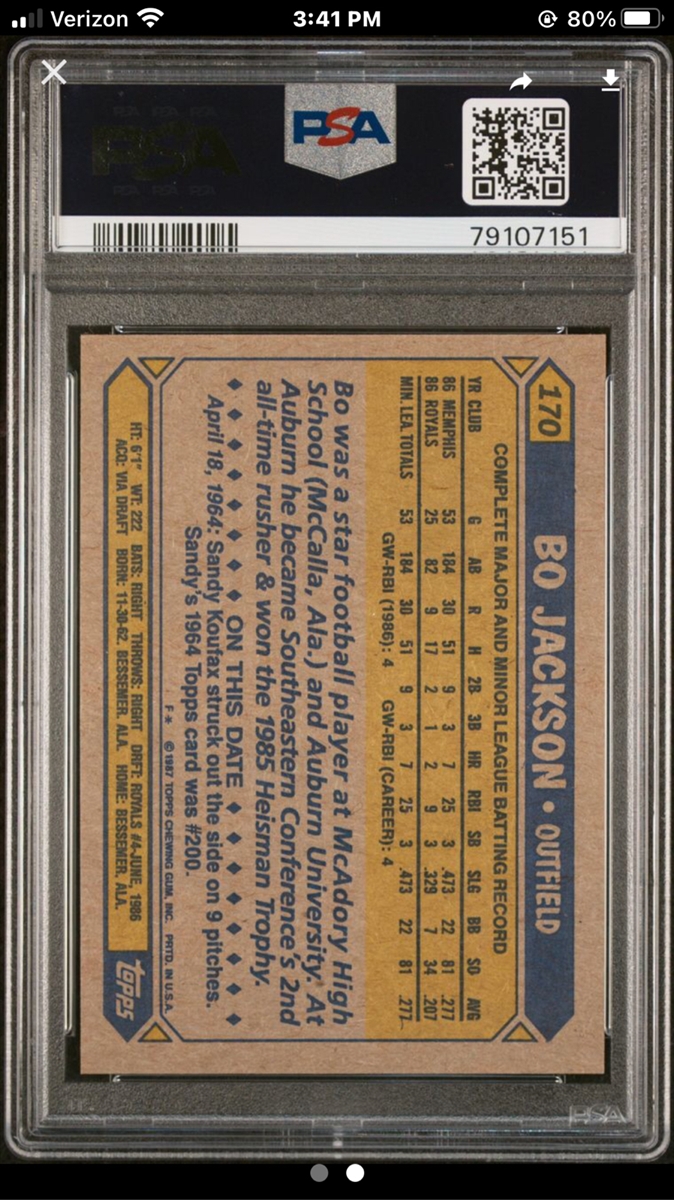 Verizon 3:41 PM 80%
PSA
PSA PSA PSA
PSA
PSA PSA PSA
79107151
170 BO JACKSON • OUTFIELD
COMPLETE MAJOR AND MINOR LEAGUE BATTING RECORD
YR CLUB G AB R H 2B 3B HR RBI SB SLG BB SO AVG
86 MEMPHIS 53 184 30 51 9 3 7 25 3 .473 22 81 .277
86 ROYALS 25 82 9 17 2 1 2 9 3 .329 7 34 .207
MIN. LEA. TOTALS 53 184 30 51 9 3 7 25 3 .473 22 81 .277
GW-RBI (1986): 4 GW-RBI (CAREER): 4
Bo was a star football player at McAdory High
School (McCalla, Ala.) and Auburn University. At
Auburn he became Southeastern Conference's 2nd
all-time rusher & won the 1985 Heisman Trophy.
ON THIS DATE
April 18, 1964: Sandy Koufax struck out the side on 9 pitches.
Sandy's 1964 Topps card was #200.
F* © 1987 TOPPS CHEWING GUM, INC. PRTD. IN U.S.A.
HT: 6'1" WT: 222 BATS: RIGHT THROWS: RIGHT DRFT: ROYALS #4-JUNE, 1986
ACQ: VIA DRAFT BORN: 11-30-62, BESSEMER, ALA. HOME: BESSEMER, ALA.
topps
PSA